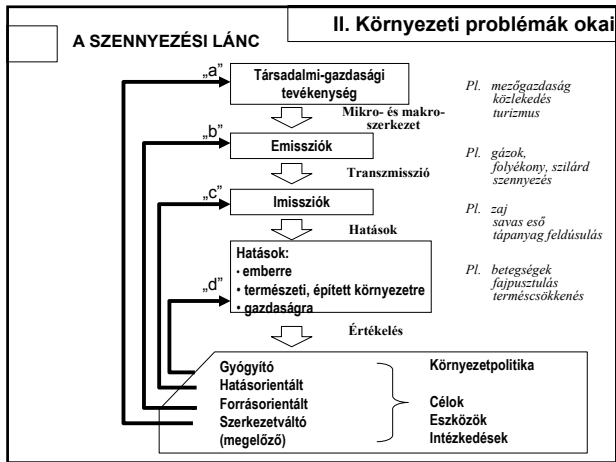 II. Környezeti problémák okai
A SZENNYEZÉSI LÁNC
„a”
Társadalmi-gazdasági
tevékenység
Pl. mezőgazdaság
közlekedés
turizmus
Mikro- és makro-
szerkezet
„b”
Emissziók
Pl. gázok,
folyékony, szilárd
szennyezés
Transzmisszió
„c”
Imissziók
Pl. zaj
savas eső
tápanyag feldúsulás
Hatások
Hatások:
• emberre
• természeti, épített környezetre
• gazdaságra
„d”
Pl. betegségek
fajpusztulás
terméscsökkenés
Értékelés
Gyógyító
Hatásorientált
Forrásorientált
Szerkezetváltó
(megelőző)
Környezetpolitika
Célok
Eszközök
Intézkedések